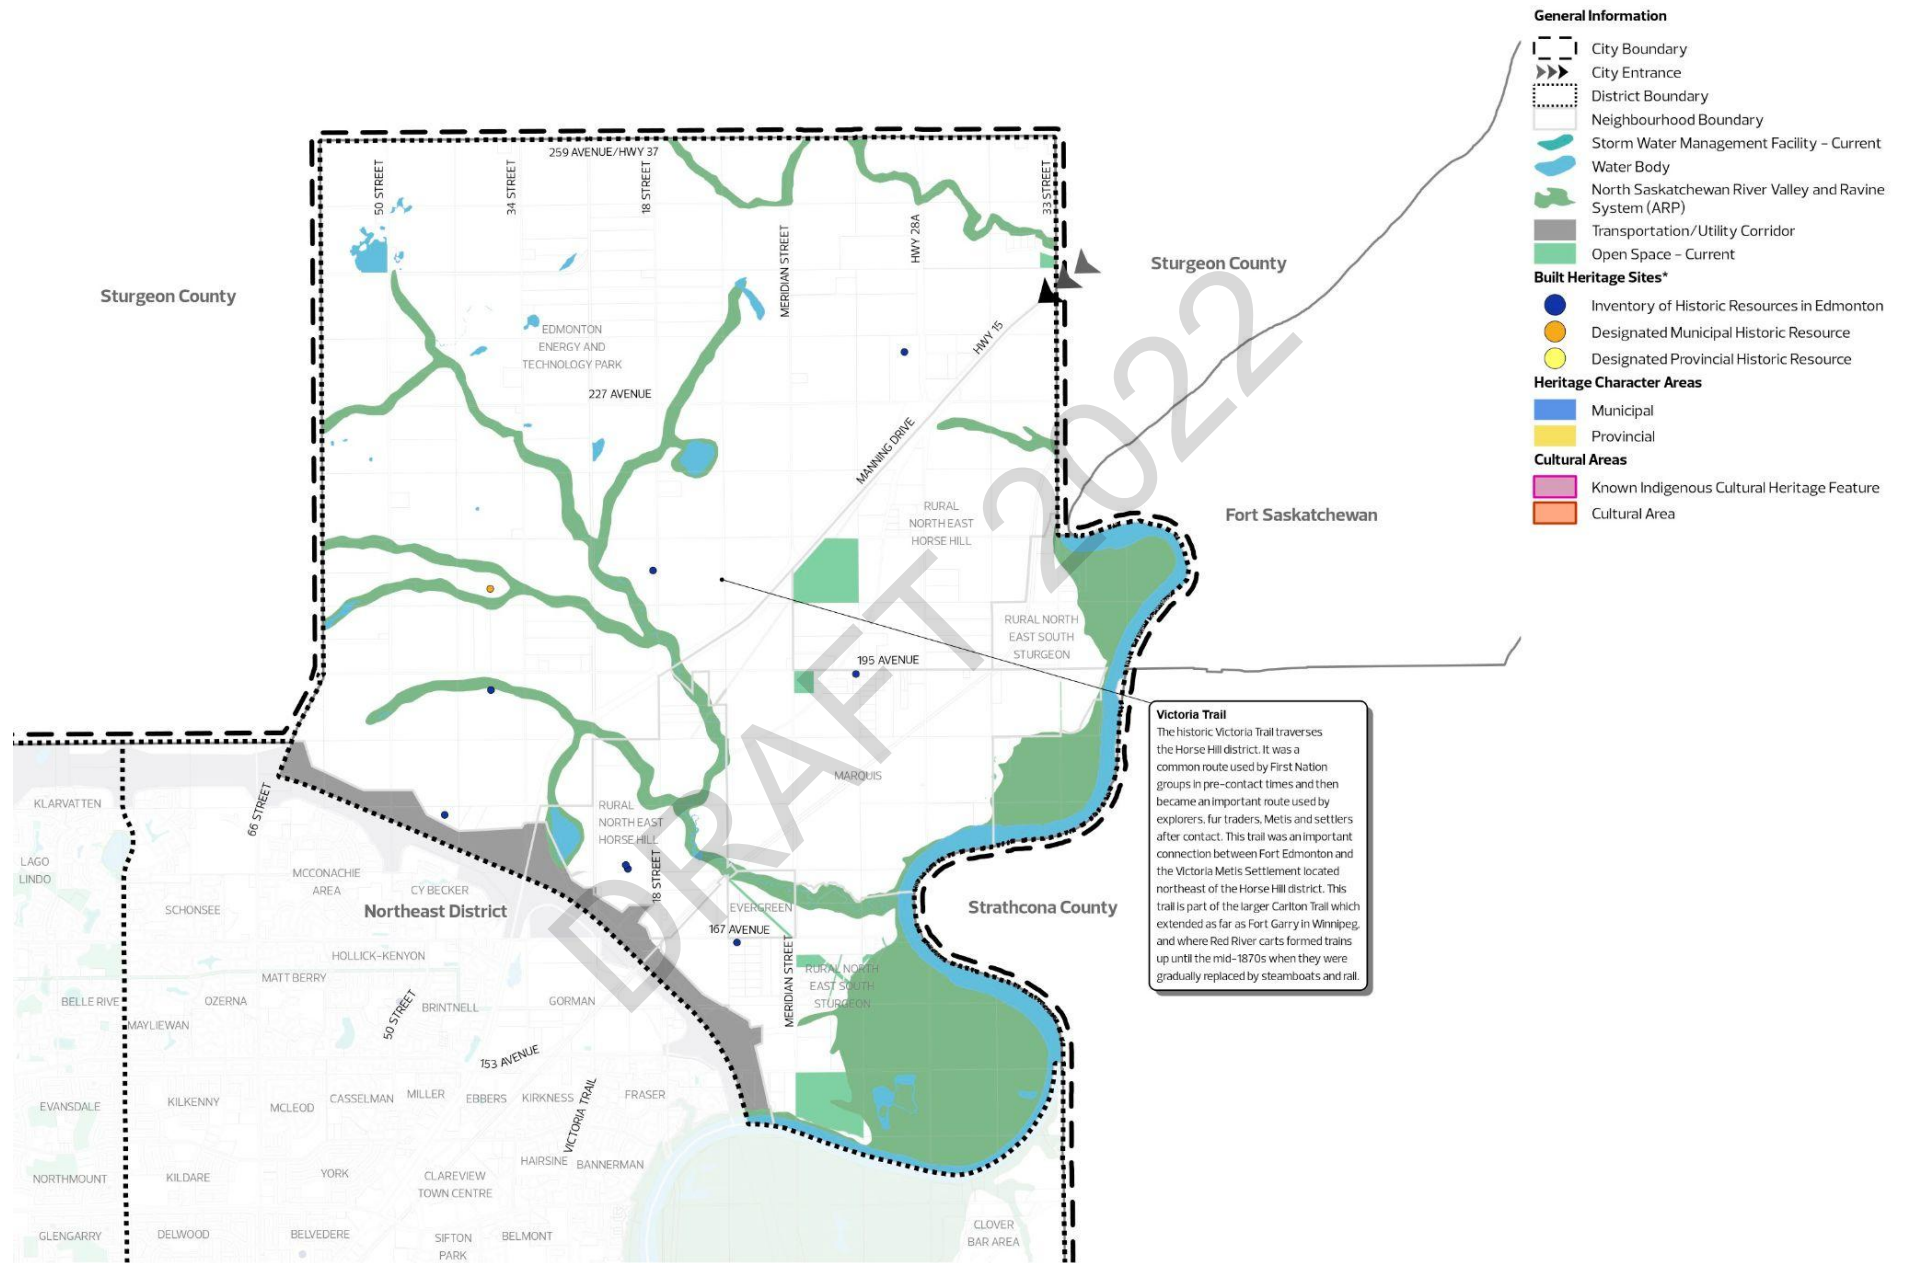 General Information
City Boundary
City Entrance
District Boundary
Neighbourhood Boundary
Storm Water Management Facility - Current
Water Body
North Saskatchewan River Valley and Ravine
System (ARP)
Transportation/Utility Corridor
Open Space - Current
Built Heritage Sites*
Inventory of Historic Resources in Edmonton
Designated Municipal Historic Resource
Designated Provincial Historic Resource
Heritage Character Areas
Municipal
Provincial
Cultural Areas
Known Indigenous Cultural Heritage Feature
Cultural Area
259 AVENUE/HWY 37
50 STREET
34 STREET
18 STREET
MERIDIAN STREET
HWY 28A
33 STREET
Sturgeon County
Sturgeon County
EDMONTON
ENERGY AND
TECHNOLOGY PARK
227 AVENUE
HWY 15
MANNING DRIVE
RURAL
NORTH EAST
HORSE HILL
Fort Saskatchewan
RURAL NORTH
EAST SOUTH
STURGEON
195 AVENUE
Victoria Trail
The historic Victoria Trail traverses
the Horse Hill district. It was a
common route used by First Nation
groups in pre-contact times and then
became an important route used by
explorers, fur traders, Metis and settlers
after contact. This trail was an important
connection between Fort Edmonton and
the Victoria Metis Settlement located
northeast of the Horse Hill district. This
trail is part of the larger Carlton Trail which
extended as far as Fort Garry in Winnipeg,
and where Red River carts formed trains
up until the mid-1870s when they were
gradually replaced by steamboats and rail.
MARQUIS
KLARVATTEN
66 STREET
RURAL
NORTH EAST
HORSE HILL
LAGO
LINDO
MCCONACHIE
AREA
CY BECKER
18 STREET
SCHONSEE
Northeast District
EVERGREEN
Strathcona County
167 AVENUE
HOLLICK-KENYON
MATT BERRY
MERIDIAN STREET
RURAL NORTH
EAST SOUTH
STURGEON
BELLE RIVE
OZERNA
50 STREET
BRINTNELL
GORMAN
MAYLIEWAN
153 AVENUE
EVANSDALE
KILKENNY
MCLEOD
CASSELMAN
MILLER
EBBERS
KIRKNESS
VICTORIA TRAIL
FRASER
HAIRSINE
BANNERMAN
NORTHMOUNT
KILDARE
YORK
CLAREVIEW
TOWN CENTRE
GLENGARRY
DELWOOD
BELVEDERE
SIFTON
PARK
BELMONT
CLOVER
BAR AREA
DRAFT 2022